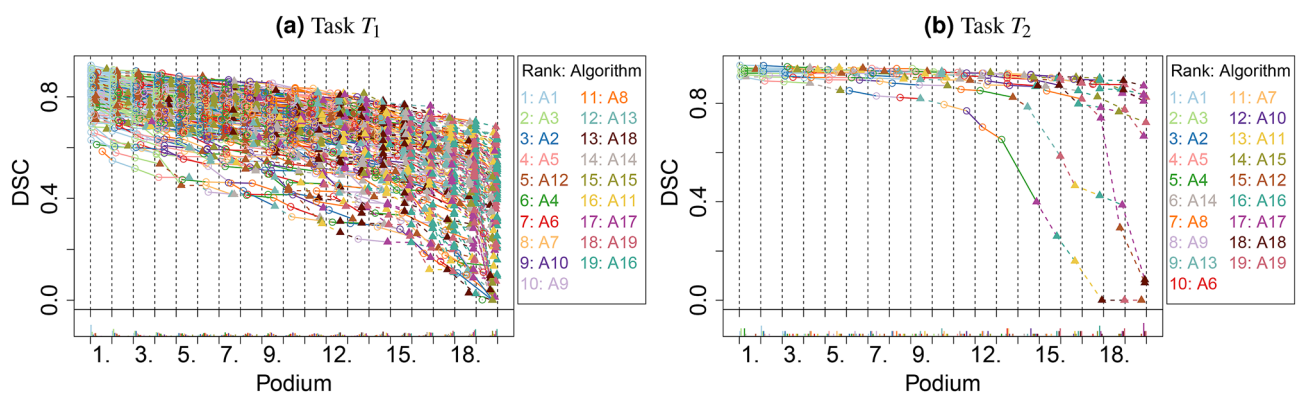 (a) Task T1
DSC
0.8
0.4
0.0
1. 3. 5. 7. 9. 12. 15. 18.
Podium
Rank: Algorithm
1: A1 11: A8
2: A3 12: A13
3: A2 13: A18
4: A5 14: A14
5: A12 15: A15
6: A4 16: A11
7: A6 17: A17
8: A7 18: A19
9: A10 19: A16
10: A9
(b) Task T2
DSC
0.8
0.4
0.0
1. 3. 5. 7. 9. 12. 15. 18.
Podium
Rank: Algorithm
1: A1 11: A7
2: A3 12: A10
3: A2 13: A11
4: A5 14: A15
5: A4 15: A12
6: A14 16: A16
7: A8 17: A17
8: A9 18: A18
9: A13 19: A19
10: A6